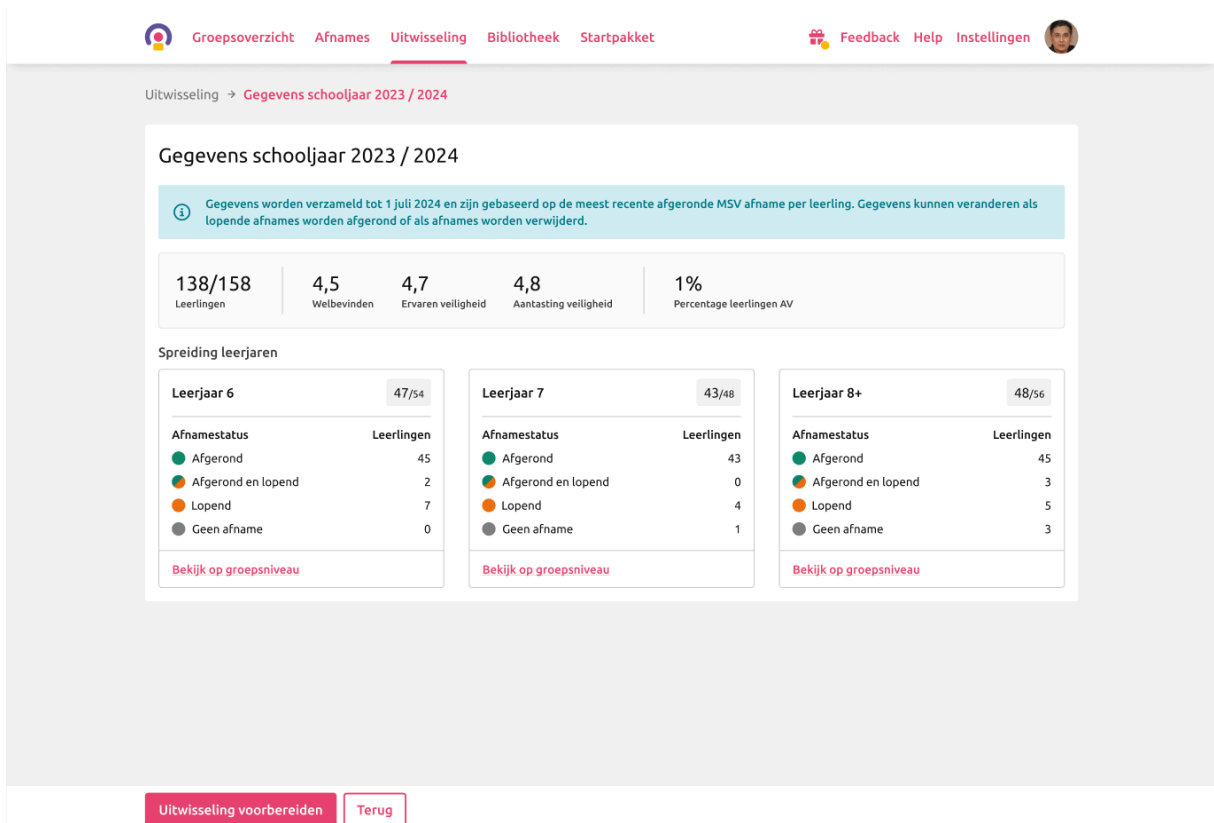 Groepsoverzicht Afnames Uitwisseling Bibliotheek Startpakket Feedback Help Instellingen
Uitwisseling → Gegevens schooljaar 2023 / 2024
Gegevens schooljaar 2023 / 2024
Gegevens worden verzameld tot 1 juli 2024 en zijn gebaseerd op de meest recente afgeronde MSV afname per leerling. Gegevens kunnen veranderen als
lopende afnames worden afgerond of als afnames worden verwijderd.
138/158 4,5 4,7 4,8 1%
Leerlingen Welbevinden Ervaren veiligheid Aantasting veiligheid Percentage leerlingen AV
Spreiding leerjaren
Leerjaar 6 47/54
Afnamestatus Leerlingen
Afgerond 45
Afgerond en lopend 2
Lopend 7
Geen afname 0
Bekijk op groepsniveau
Leerjaar 7 43/48
Afnamestatus Leerlingen
Afgerond 43
Afgerond en lopend 0
Lopend 4
Geen afname 1
Bekijk op groepsniveau
Leerjaar 8+ 48/56
Afnamestatus Leerlingen
Afgerond 45
Afgerond en lopend 3
Lopend 5
Geen afname 3
Bekijk op groepsniveau
Uitwisseling voorbereiden Terug